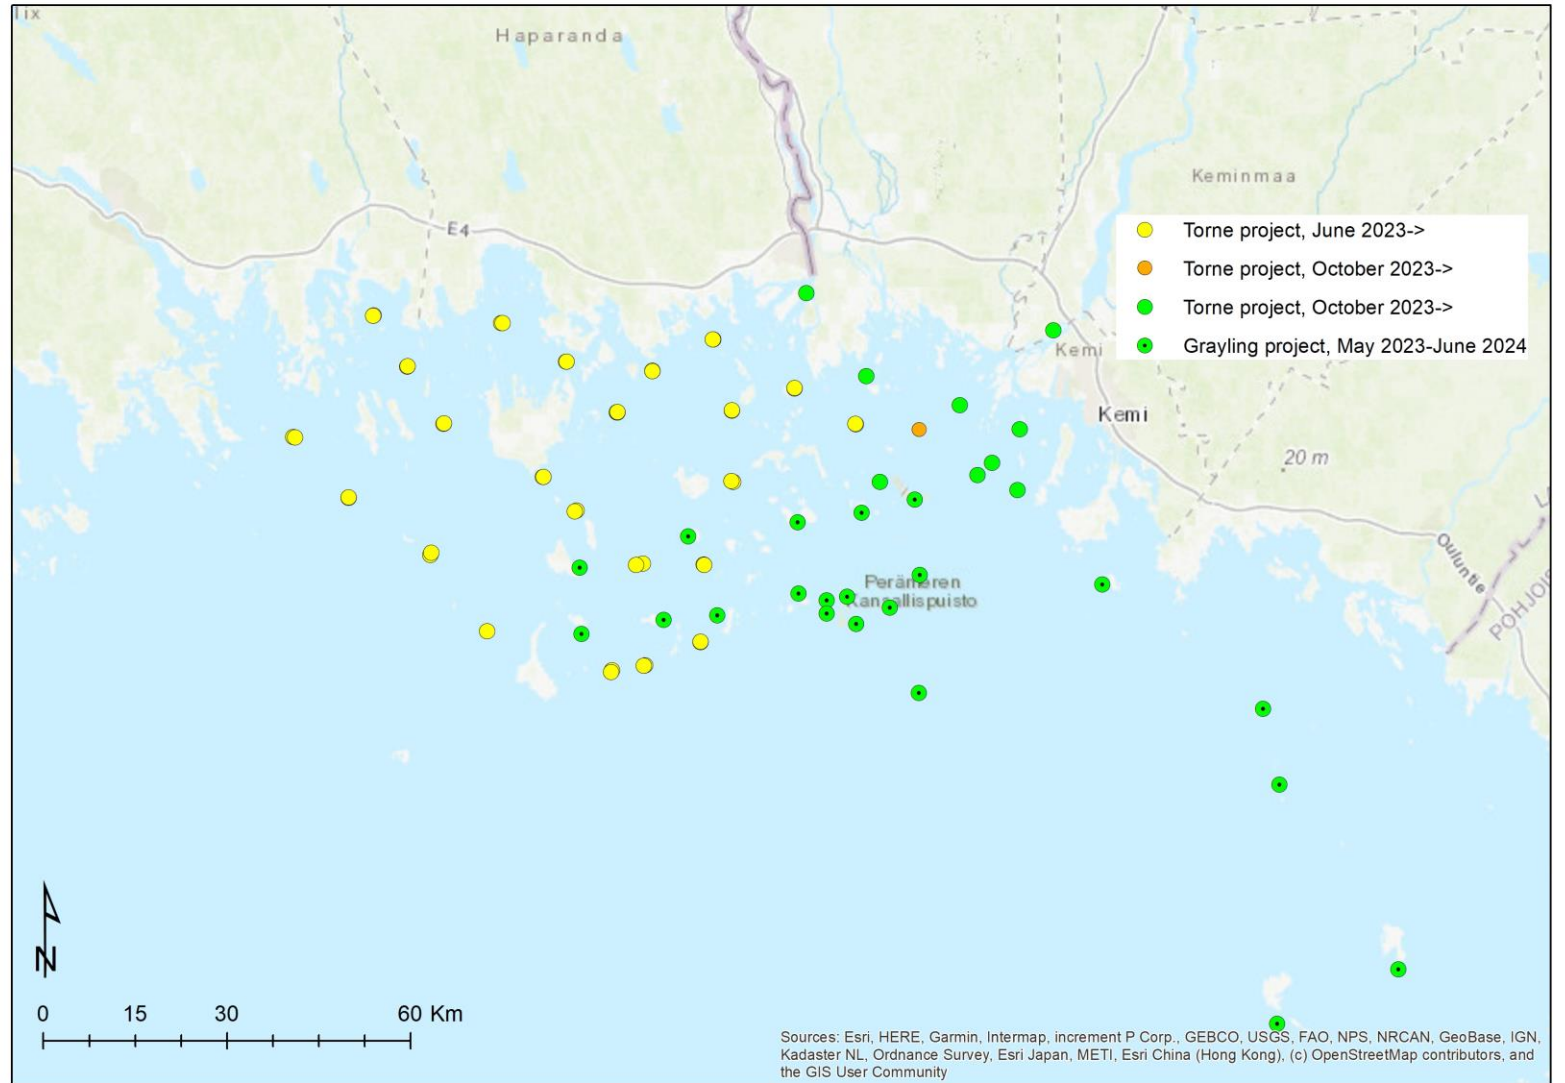 Tix
Haparanda
Keminmaa
E4
Torne project, June 2023->
Torne project, October 2023->
Torne project, October 2023->
Grayling project, May 2023-June 2024
Kemi
Kemi
20 m
Ouluntie
POHJOIS
Perämeren
Kansallispuisto
N
0 15 30 60 Km
Sources: Esri, HERE, Garmin, Intermap, increment P Corp., GEBCO, USGS, FAO, NPS, NRCAN, GeoBase, IGN,
Kadaster NL, Ordnance Survey, Esri Japan, METI, Esri China (Hong Kong), (c) OpenStreetMap contributors, and
the GIS User Community